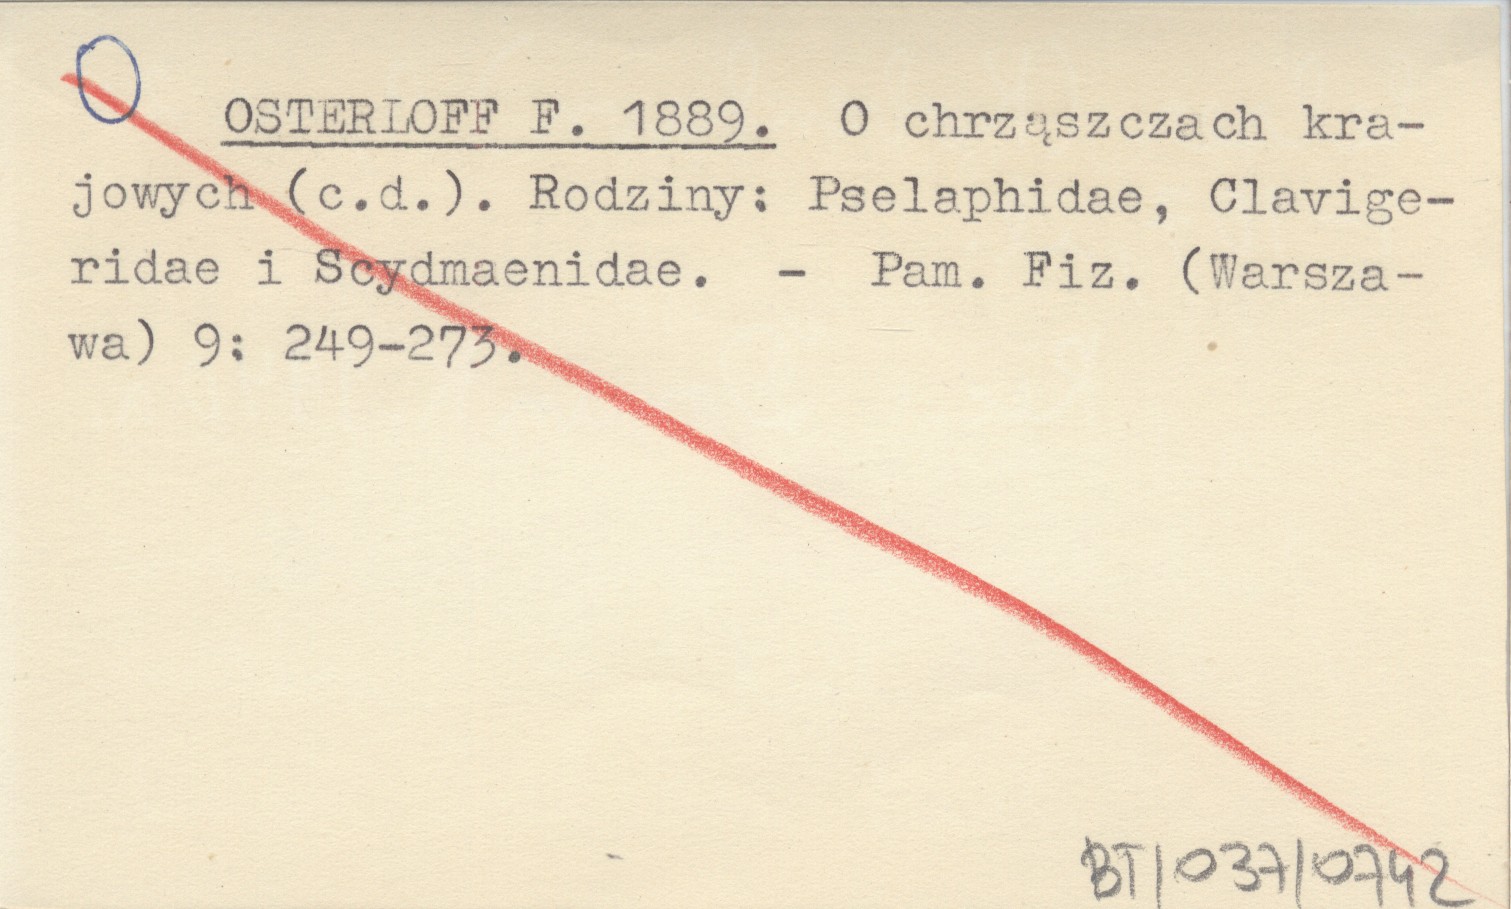 OSTERLOFF F. 1889. O chrząszczach kra-
jowych (c.d.). Rodziny: Pselaphidae, Clavige-
ridae i Scydmaenidae. - Pam. Fiz. (Warsza-
wa) 9: 249-273.
BT/037/0742